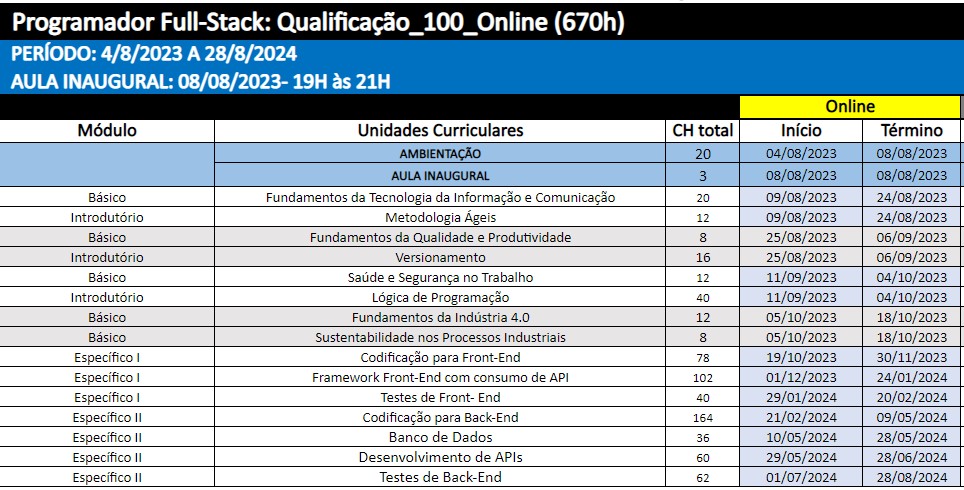 Programador Full-Stack: Qualificação_100_Online (670h)
PERÍODO: 4/8/2023 A 28/8/2024
AULA INAUGURAL: 08/08/2023- 19H às 21H
Online
Módulo Unidades Curriculares CH total Início Término
AMBIENTAÇÃO 20 04/08/2023 08/08/2023
AULA INAUGURAL 3 08/08/2023 08/08/2023
Básico Fundamentos da Tecnologia da Informação e Comunicação 20 09/08/2023 24/08/2023
Introdutório Metodologia Ágeis 12 09/08/2023 24/08/2023
Básico Fundamentos da Qualidade e Produtividade 8 25/08/2023 06/09/2023
Introdutório Versionamento 16 25/08/2023 06/09/2023
Básico Saúde e Segurança no Trabalho 12 11/09/2023 04/10/2023
Introdutório Lógica de Programação 40 11/09/2023 04/10/2023
Básico Fundamentos da Indústria 4.0 12 05/10/2023 18/10/2023
Básico Sustentabilidade nos Processos Industriais 8 05/10/2023 18/10/2023
Específico I Codificação para Front-End 78 19/10/2023 30/11/2023
Específico I Framework Front-End com consumo de API 102 01/12/2023 24/01/2024
Específico I Testes de Front- End 40 29/01/2024 20/02/2024
Específico II Codificação para Back-End 164 21/02/2024 09/05/2024
Específico II Banco de Dados 36 10/05/2024 28/05/2024
Específico II Desenvolvimento de APIs 60 29/05/2024 28/06/2024
Específico II Testes de Back-End 62 01/07/2024 28/08/2024